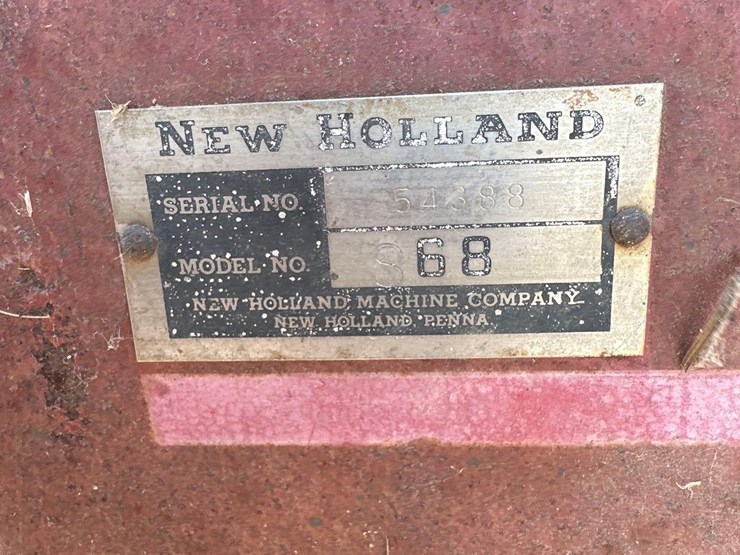 NEW HOLLAND
SERIAL NO. 54388
MODEL NO. S 68
NEW HOLLAND MACHINE COMPANY
NEW HOLLAND, PENNA.